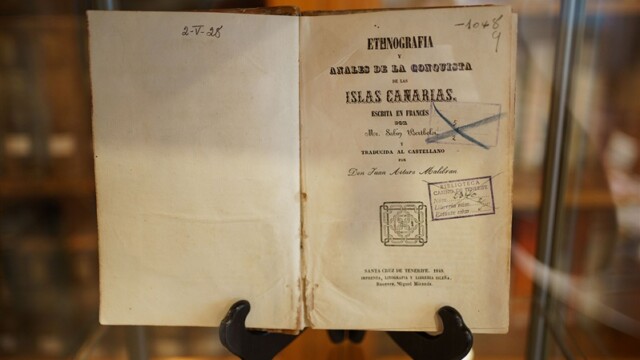 2-V-28
-1048
9
ETHNOGRAFIA
Y
ANALES DE LA CONQUISTA
DE LAS
ISLAS CANARIAS,
ESCRITA EN FRANCES
POR
Mr. Sabin Berthelot
Y
TRADUCIDA AL CASTELLANO
POR
Don Juan Arturo Malibran
BIBLIOTECA
SANTA CRUZ DE TENERIFE. 1849.
IMPRENTA, LITOGRAFIA Y LIBRERIA ISLEÑA.
Regente, Miguel Miranda.